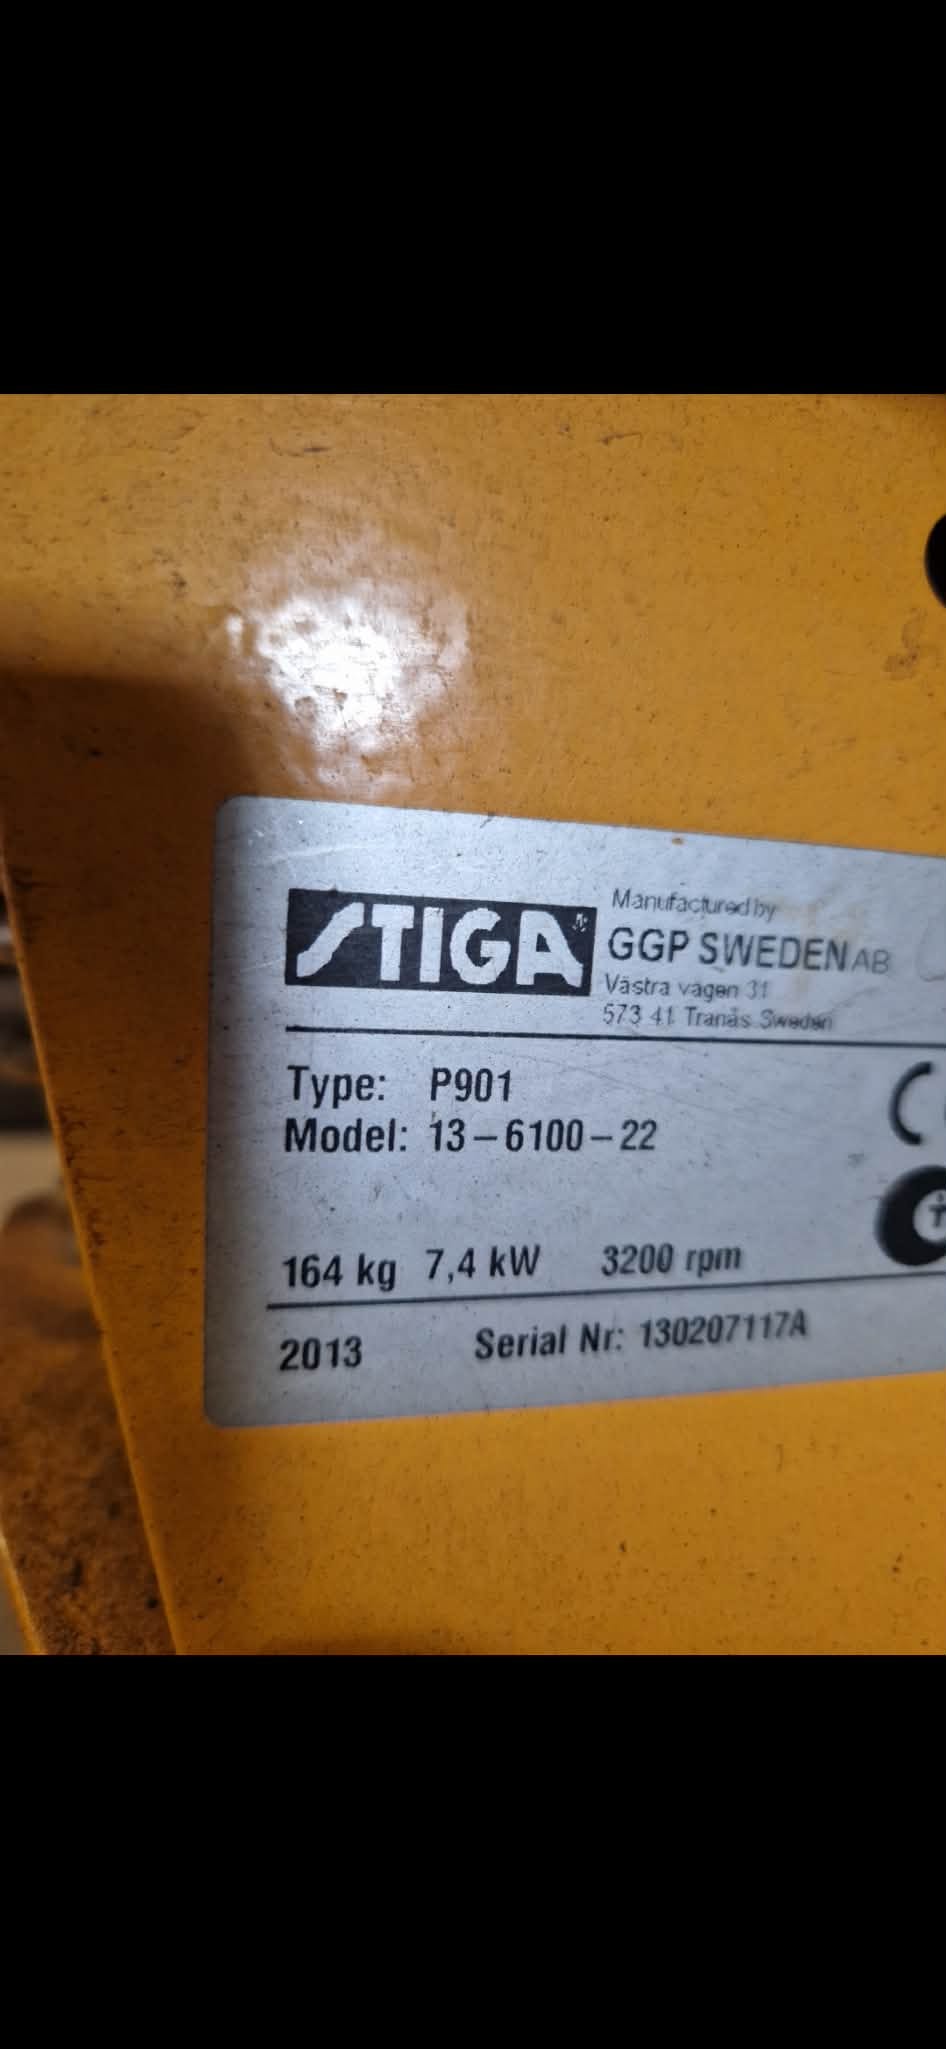 STIGA®
Manufactured by
GGP SWEDEN AB
Västra vägen 31
573 41 Tranås Sweden
Type: P901
Model: 13-6100-22
164 kg 7,4 kW 3200 rpm
2013 Serial Nr: 130207117A